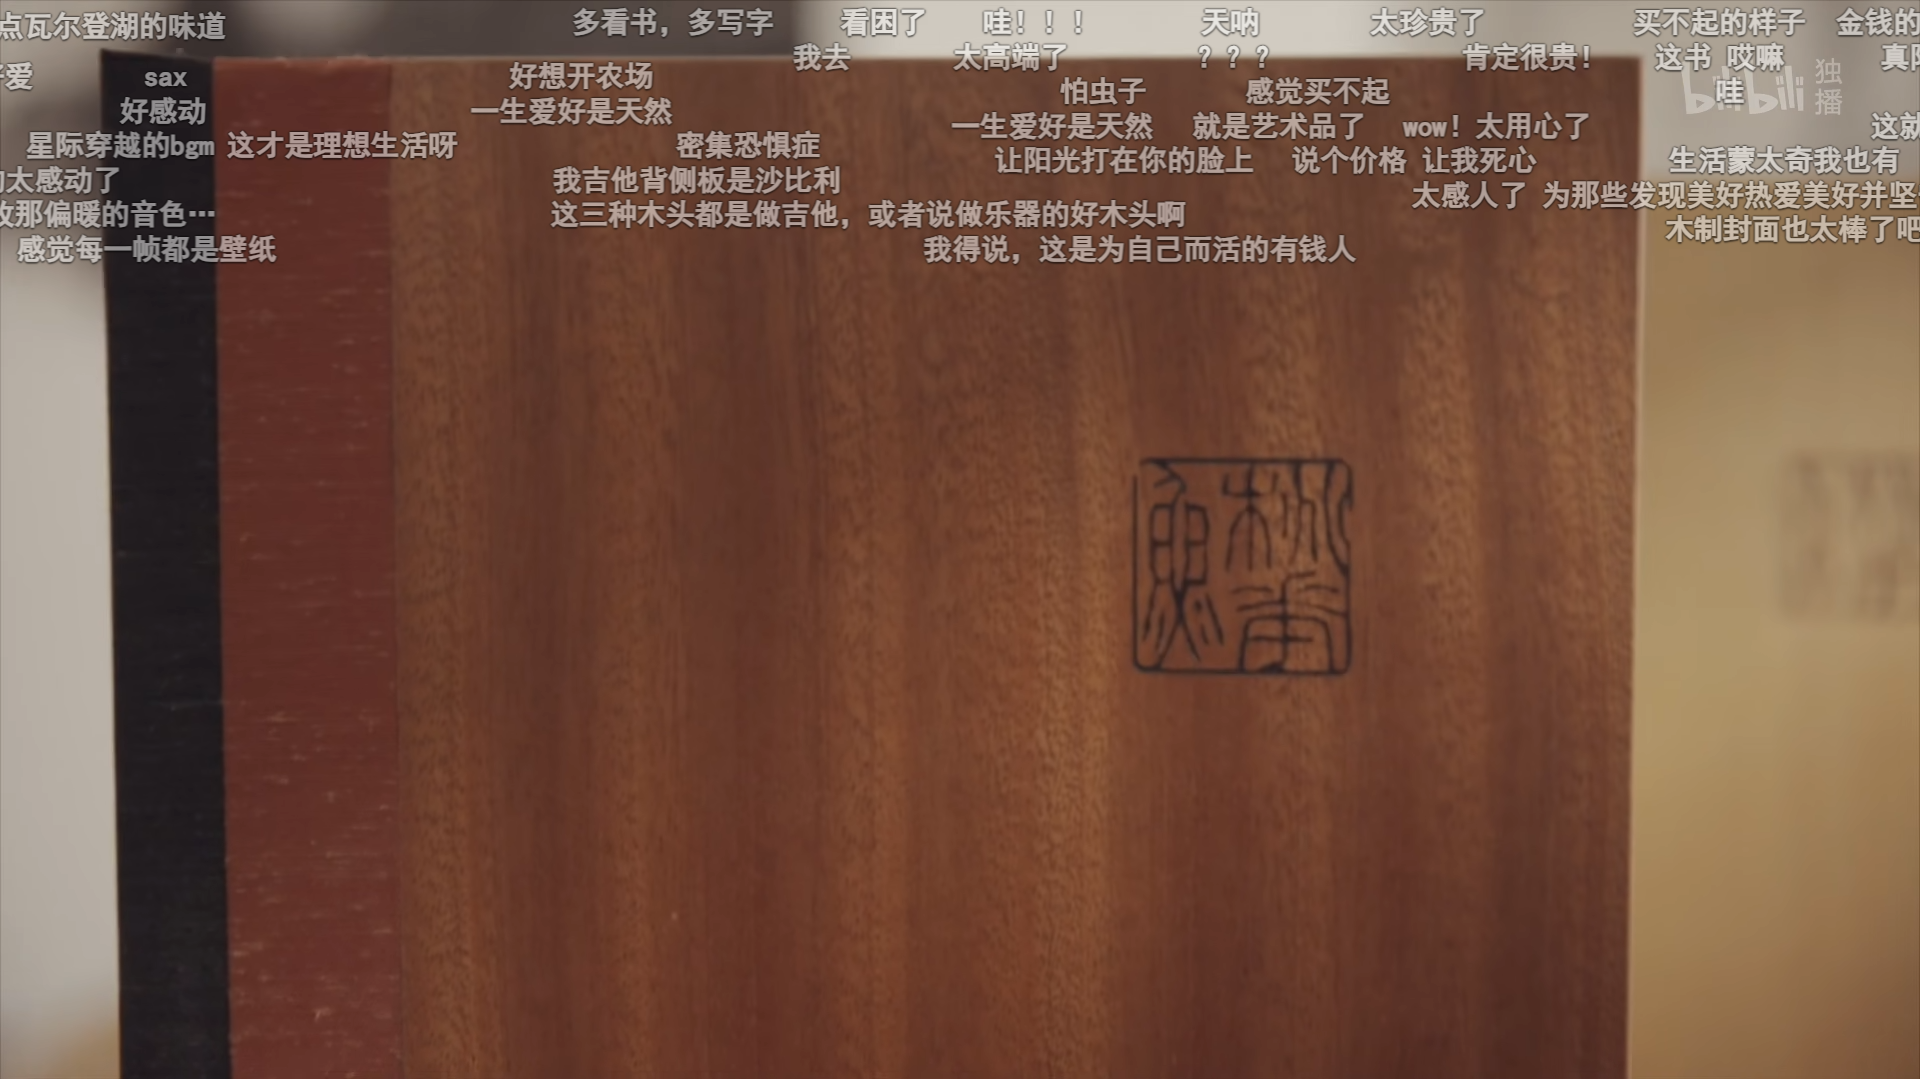 点瓦尔登湖的味道
多看书，多写字
看困了
哇！！！
天呐
太珍贵了
买不起的样子
金钱的
我去
太高端了
？？？
肯定很贵！
这书 哎嘛
爱
sax
好想开农场
怕虫子
感觉买不起
哇
bilibili 独播
好感动
一生爱好是天然
一生爱好是天然
就是艺术品了
wow！太用心了
这就
星际穿越的bgm
这才是理想生活呀
密集恐惧症
让阳光打在你的脸上
说个价格 让我死心
生活蒙太奇我也有
太感动了
我吉他背侧板是沙比利
太感人了
为那些发现美好热爱美好并坚
那偏暖的音色…
这三种木头都是做吉他，或者说做乐器的好木头啊
木制封面也太棒了吧
感觉每一帧都是壁纸
我得说，这是为自己而活的有钱人